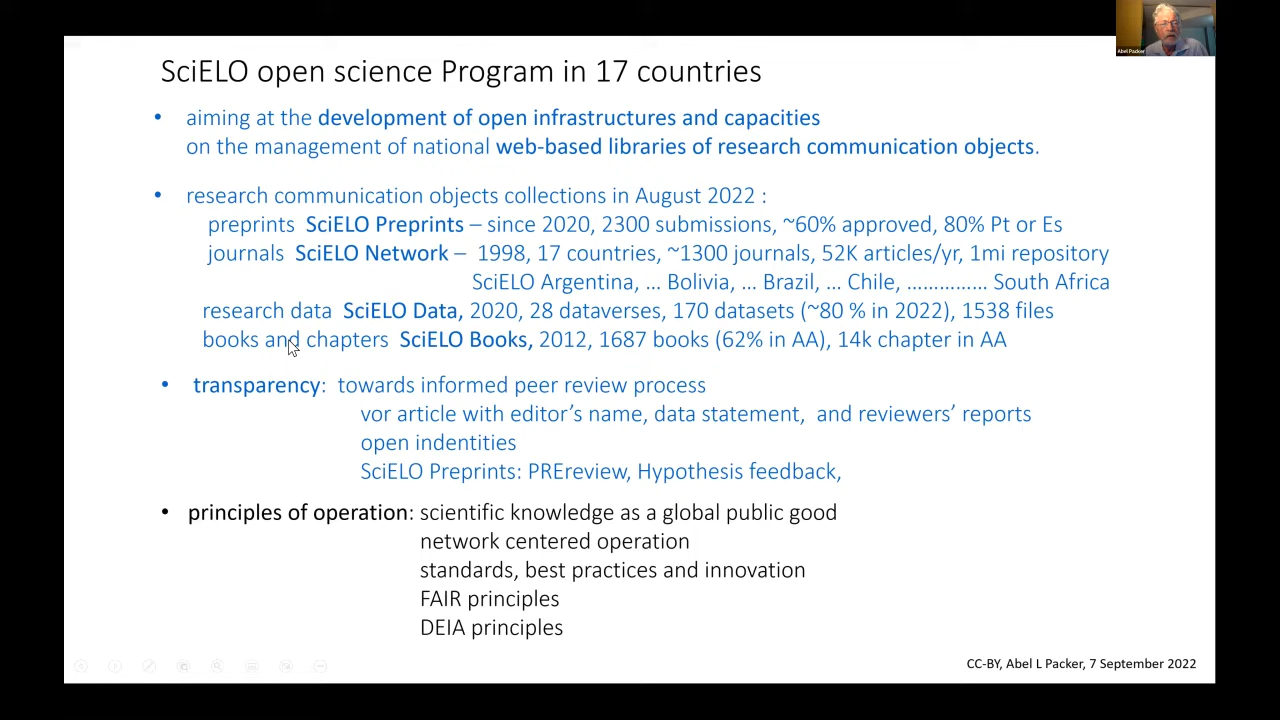 Abel Packer
SciELO open science Program in 17 countries
• aiming at the development of open infrastructures and capacities
on the management of national web-based libraries of research communication objects.
• research communication objects collections in August 2022 :
preprints SciELO Preprints – since 2020, 2300 submissions, ~60% approved, 80% Pt or Es
journals SciELO Network – 1998, 17 countries, ~1300 journals, 52K articles/yr, 1mi repository
SciELO Argentina, … Bolivia, … Brazil, … Chile, …………… South Africa
research data SciELO Data, 2020, 28 dataverses, 170 datasets (~80 % in 2022), 1538 files
books and chapters SciELO Books, 2012, 1687 books (62% in AA), 14k chapter in AA
• transparency: towards informed peer review process
vor article with editor’s name, data statement, and reviewers’ reports
open indentities
SciELO Preprints: PREreview, Hypothesis feedback,
• principles of operation: scientific knowledge as a global public good
network centered operation
standards, best practices and innovation
FAIR principles
DEIA principles
CC-BY, Abel L Packer, 7 September 2022